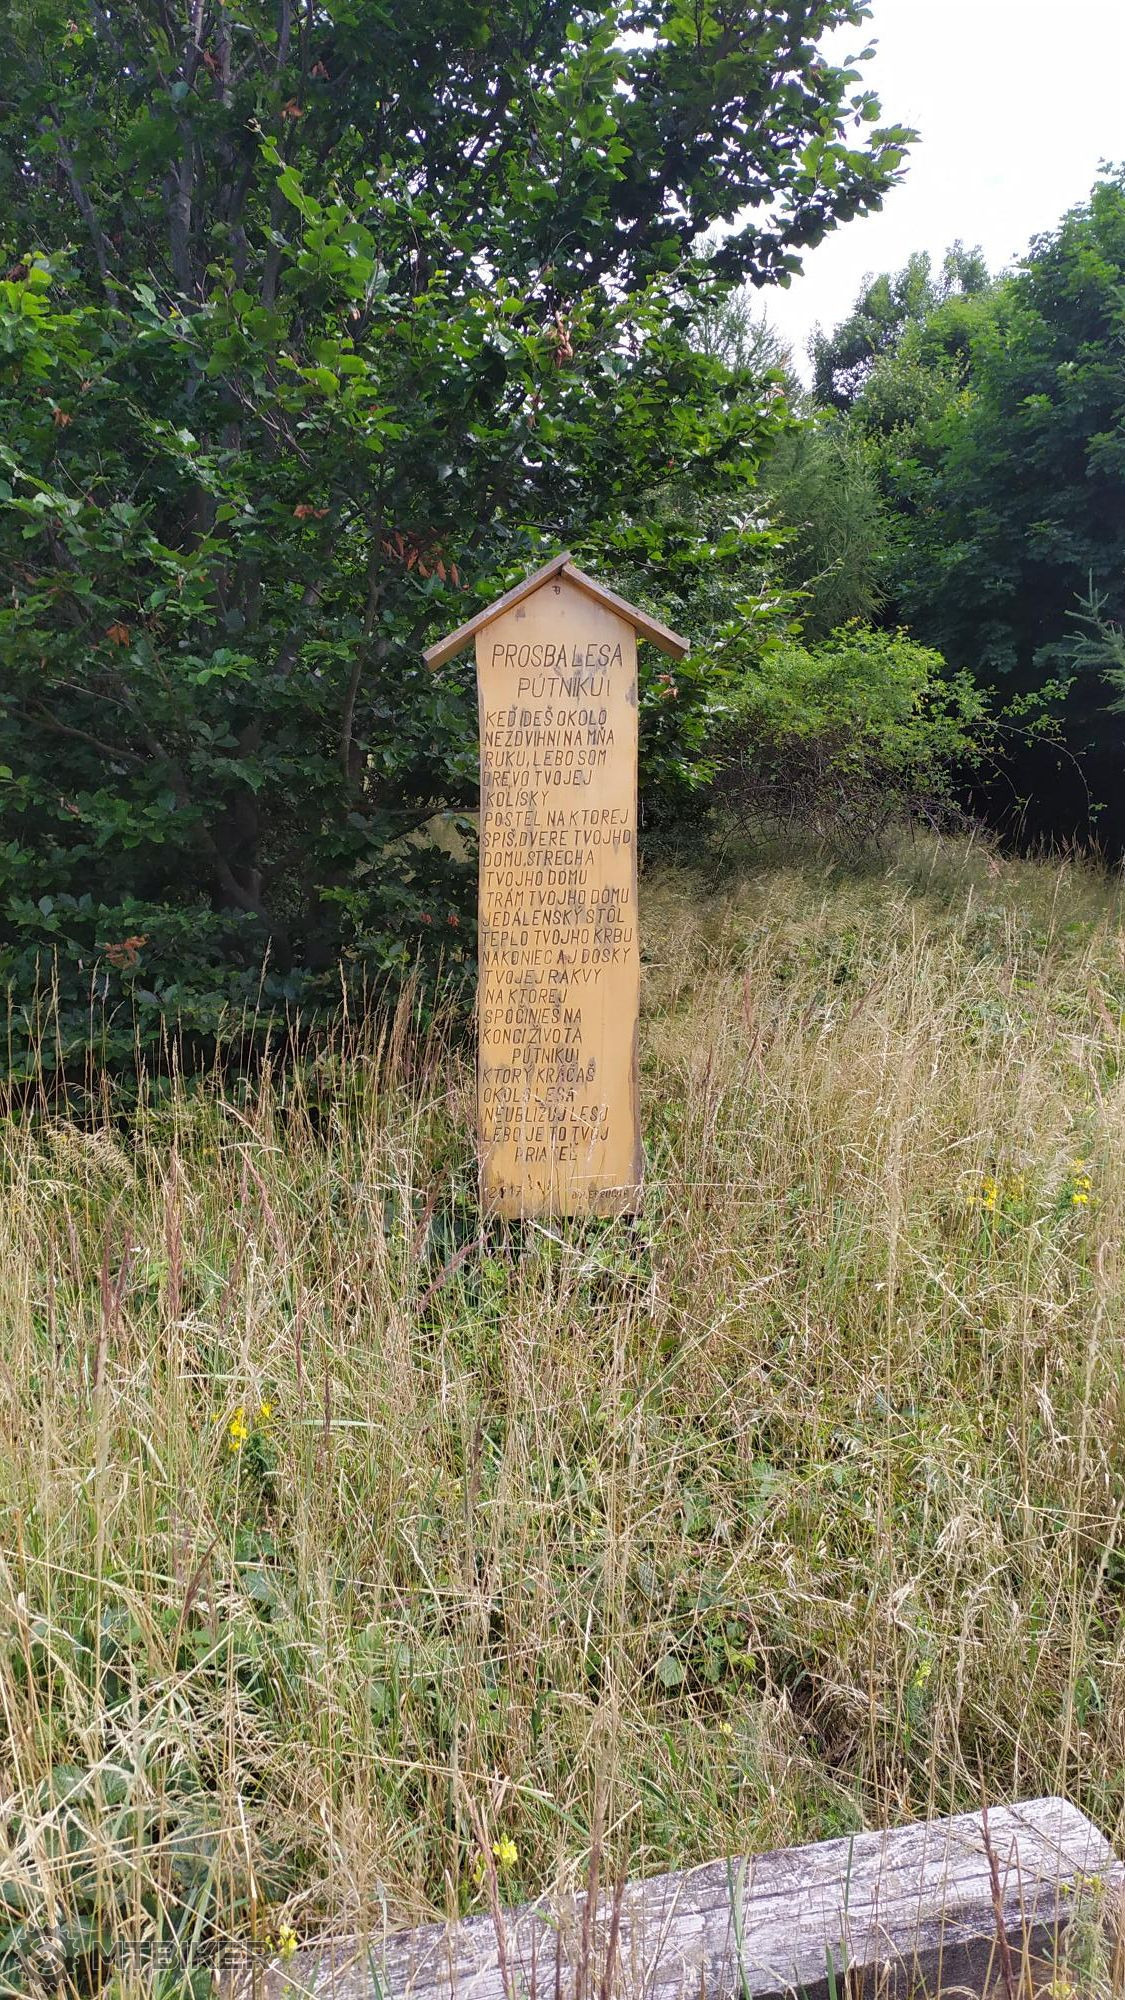 PROSBA LESA
PÚTNIKU!
KEĎ IDEŠ OKOLO
NEZDVIHNI NA MŇA
RUKU, LEBO SOM
DREVO TVOJEJ
KOLÍSKY
POSTEĽ NA KTOREJ
SPÍŠ, DVERE TVOJHO
DOMU, STRECHA
TVOJHO DOMU
TRÁM TVOJHO DOMU
JEDÁLENSKÝ STÔL
TEPLO TVOJHO KRBU
NAKONIEC AJ DOSKY
TVOJEJ RAKVY
NA KTOREJ
SPOČINIEŠ NA
KONCI ŽIVOTA
PÚTNIKU!
KTORÝ KRÁČAŠ
OKOLO LESA
NEUBLIŽUJ LESU
LEBO JE TO TVOJ
PRIATEĽ
MTBIKER